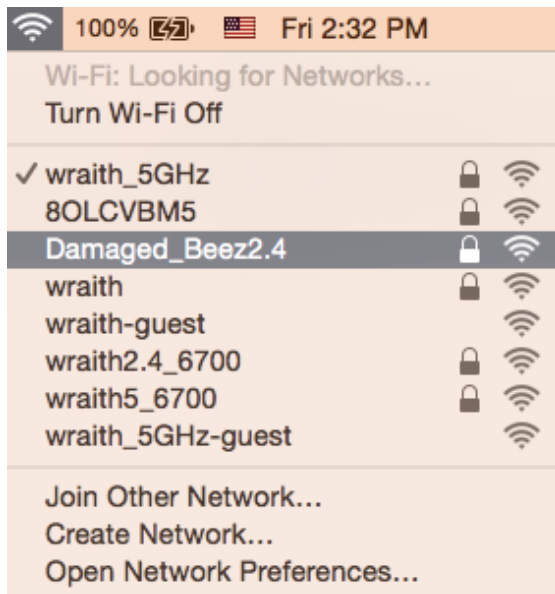 100% Fri 2:32 PM
Wi-Fi: Looking for Networks...
Turn Wi-Fi Off
wraith_5GHz
8OLCVBM5
Damaged_Beez2.4
wraith
wraith-guest
wraith2.4_6700
wraith5_6700
wraith_5GHz-guest
Join Other Network...
Create Network...
Open Network Preferences...